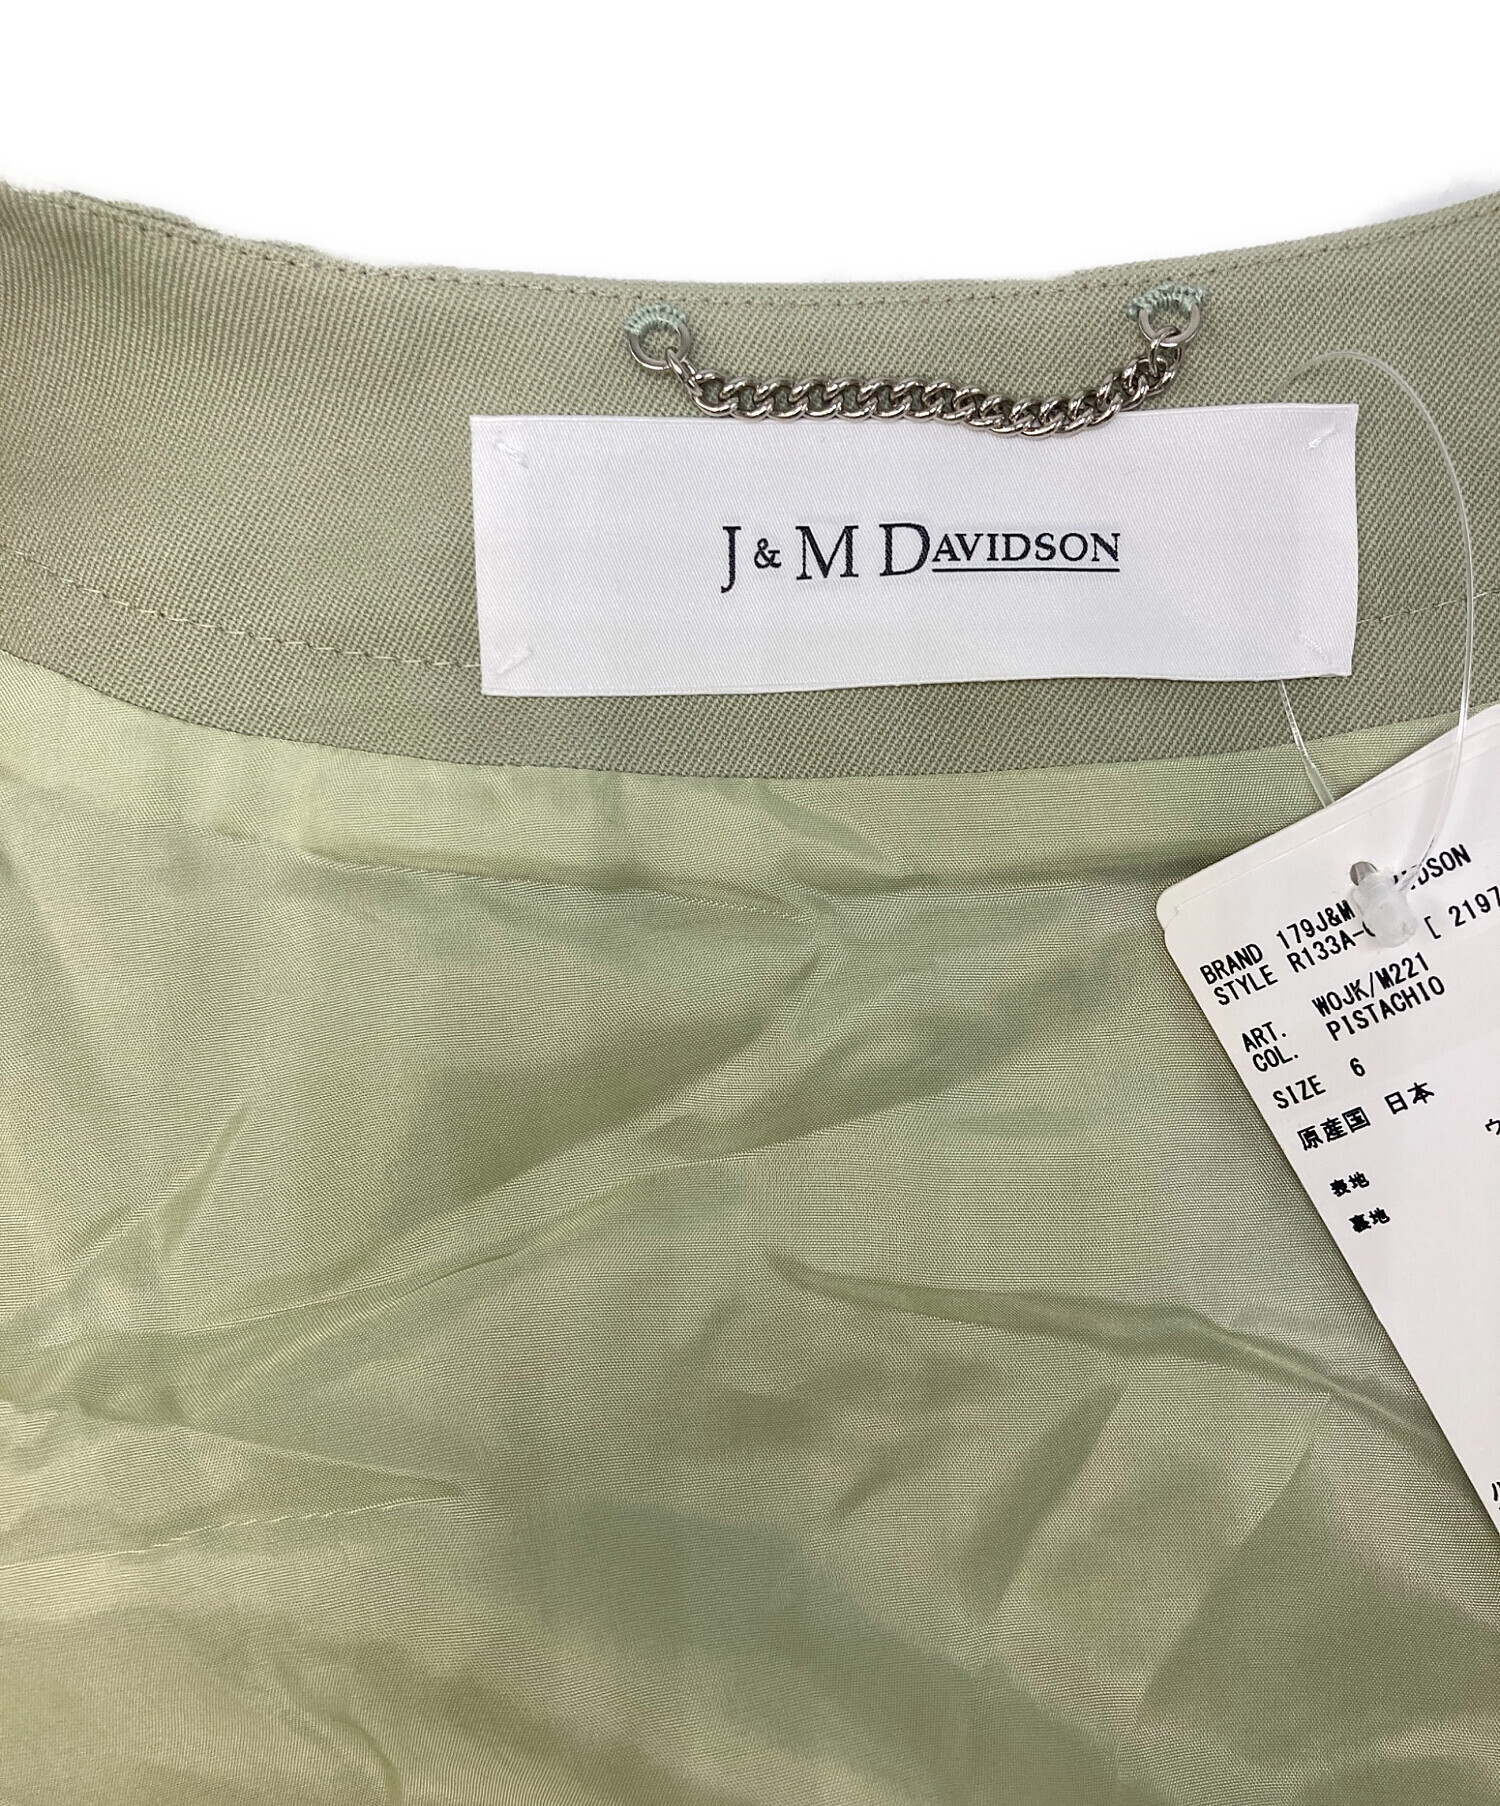 J & M DAVIDSON
BRAND 179J&M
STYLE R133A- [ 2197
ART. WOJK/M221
COL. PISTACHIO
SIZE 6
原産国 日本
表地
裏地